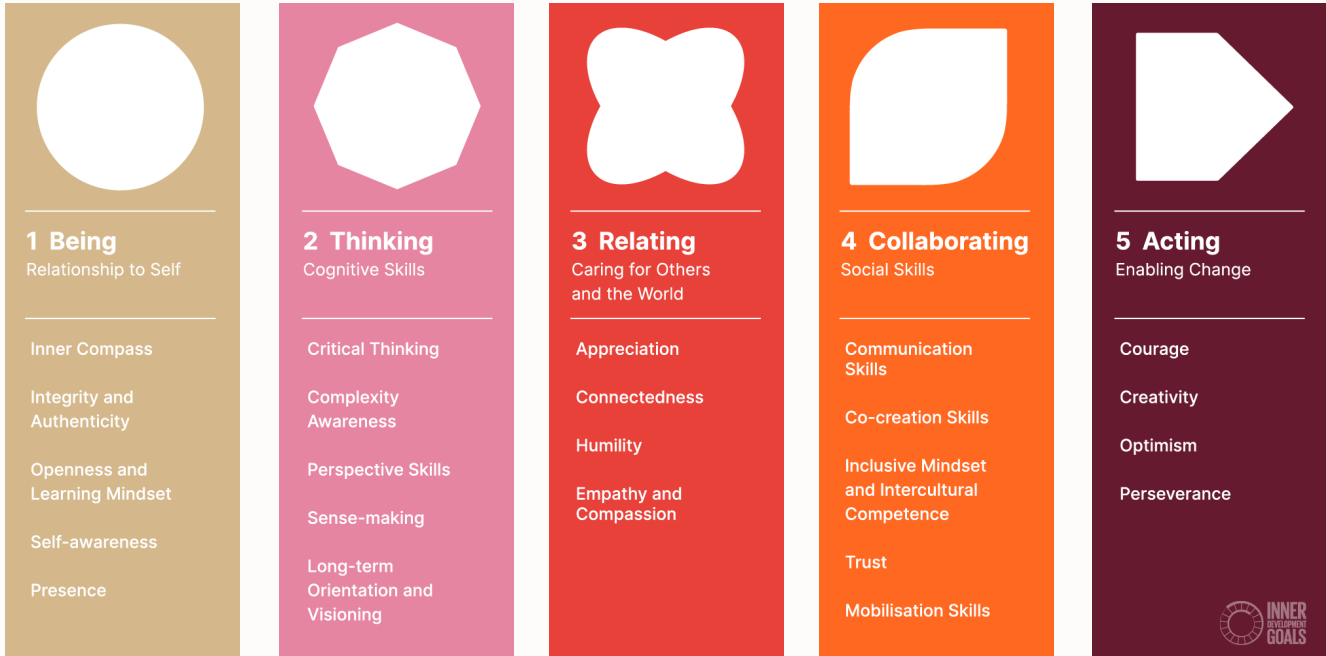 1 Being
Relationship to Self
Inner Compass
Integrity and
Authenticity
Openness and
Learning Mindset
Self-awareness
Presence
2 Thinking
Cognitive Skills
Critical Thinking
Complexity
Awareness
Perspective Skills
Sense-making
Long-term
Orientation and
Visioning
3 Relating
Caring for Others
and the World
Appreciation
Connectedness
Humility
Empathy and
Compassion
4 Collaborating
Social Skills
Communication
Skills
Co-creation Skills
Inclusive Mindset
and Intercultural
Competence
Trust
Mobilisation Skills
5 Acting
Enabling Change
Courage
Creativity
Optimism
Perseverance
INNER
DEVELOPMENT
GOALS